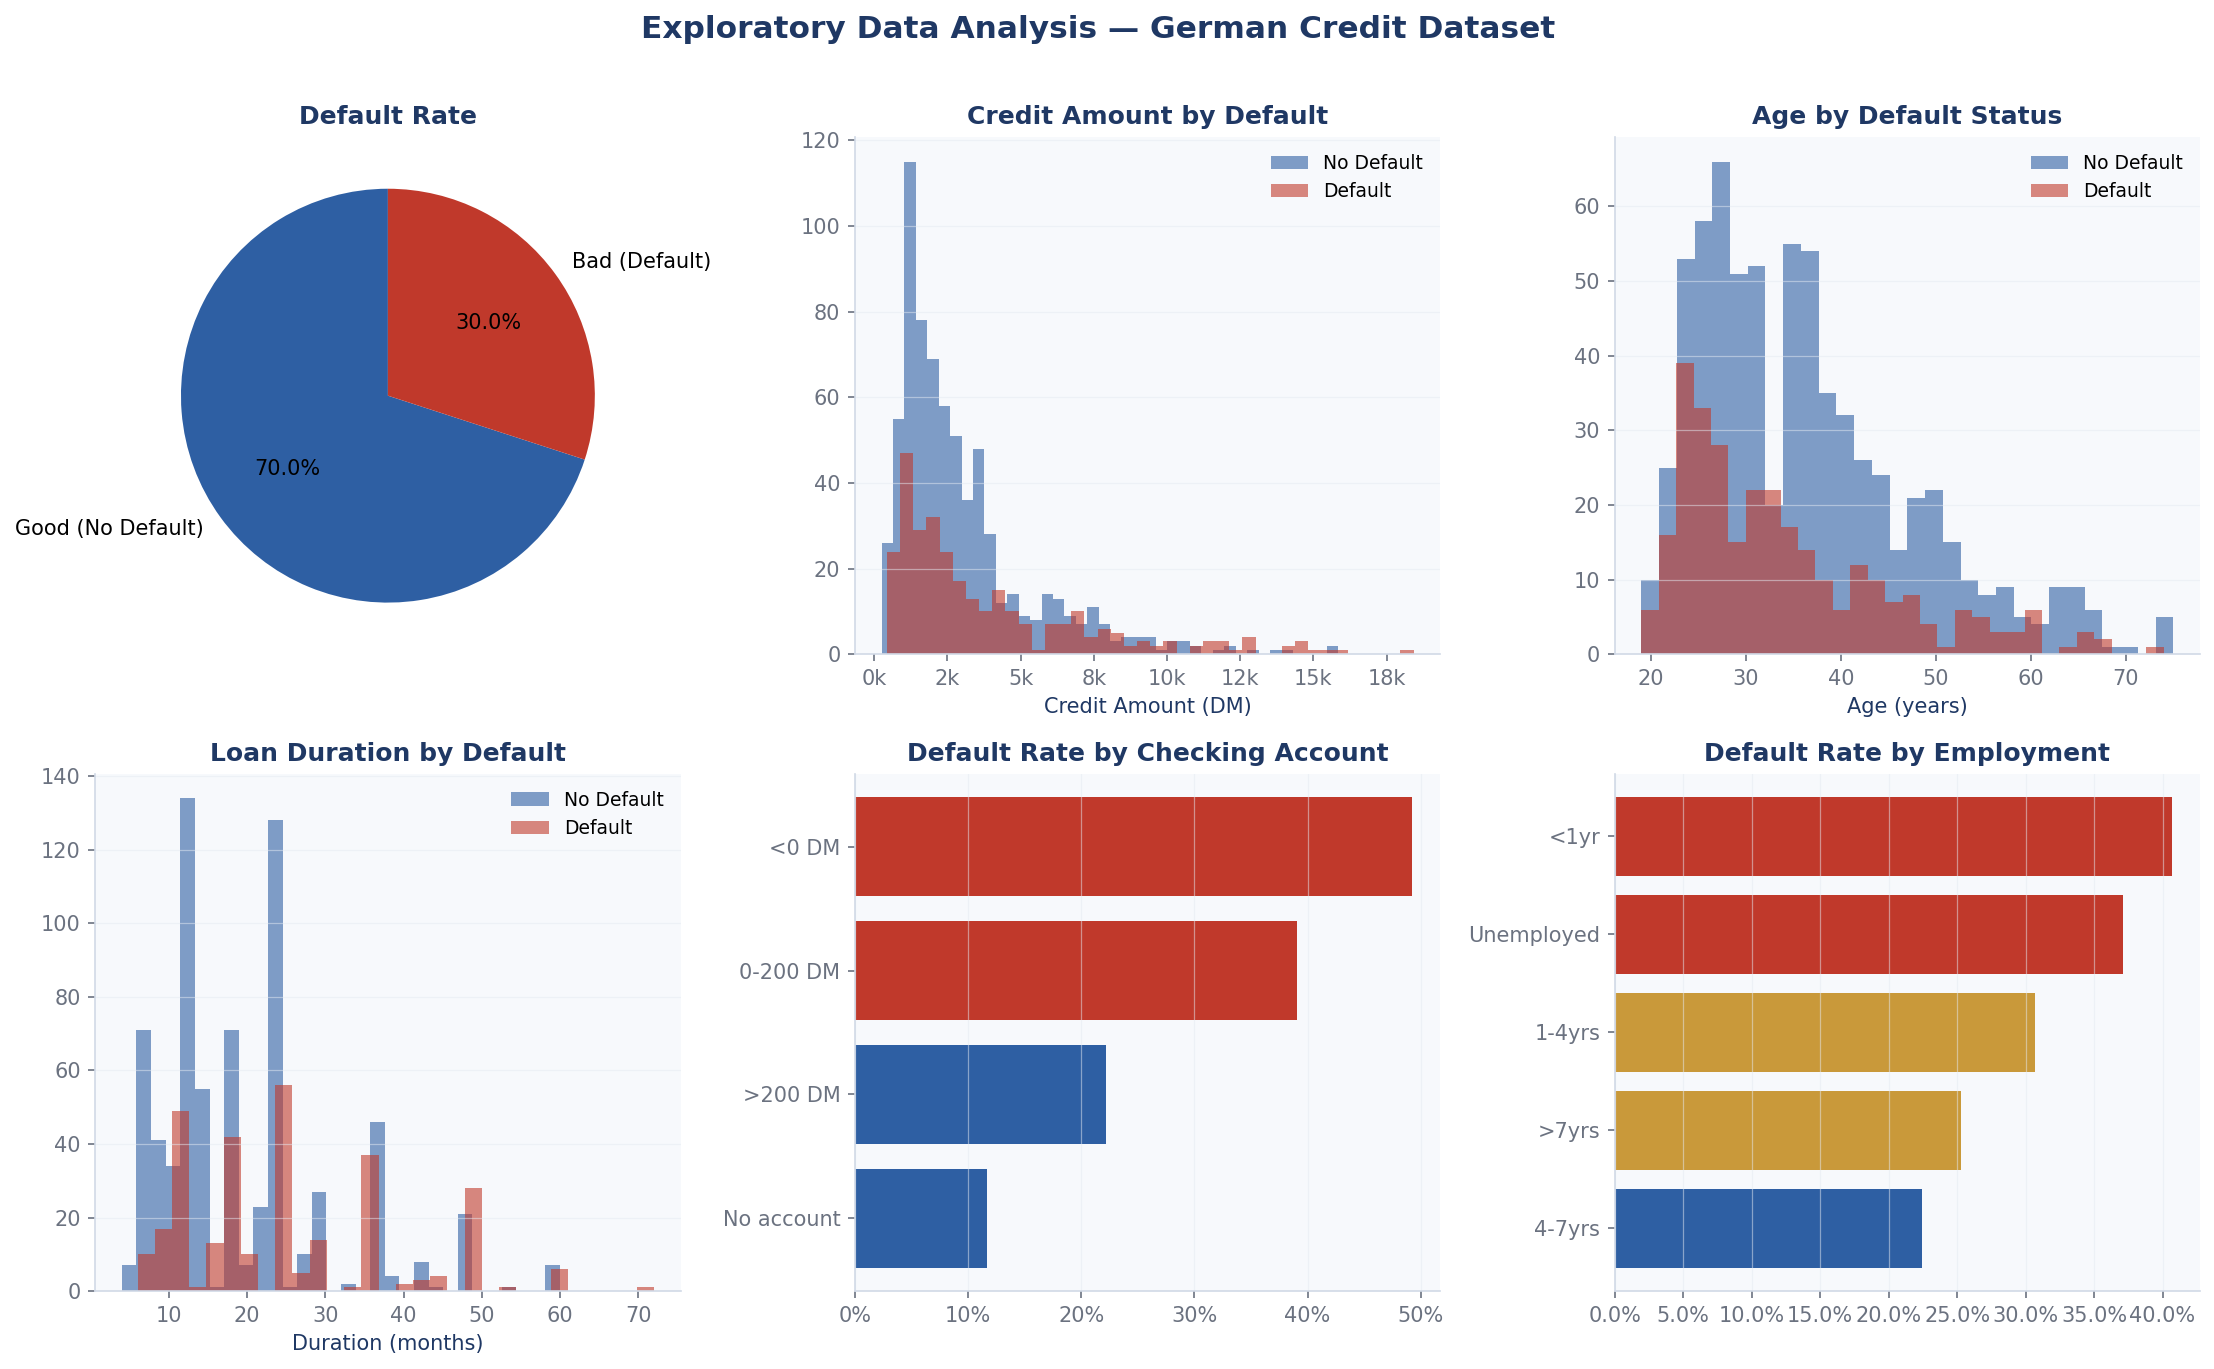 Exploratory Data Analysis — German Credit Dataset
Default Rate
Bad (Default)
30.0%
70.0%
Good (No Default)
Credit Amount by Default
No Default
Default
120
100
80
60
40
20
0
0k 2k 5k 8k 10k 12k 15k 18k
Credit Amount (DM)
Age by Default Status
No Default
Default
60
50
40
30
20
10
0
20 30 40 50 60 70
Age (years)
Loan Duration by Default
No Default
Default
140
120
100
80
60
40
20
0
10 20 30 40 50 60 70
Duration (months)
Default Rate by Checking Account
<0 DM
0-200 DM
>200 DM
No account
0% 10% 20% 30% 40% 50%
Default Rate by Employment
<1yr
Unemployed
1-4yrs
>7yrs
4-7yrs
0.0% 5.0% 10.0% 15.0% 20.0% 25.0% 30.0% 35.0% 40.0%